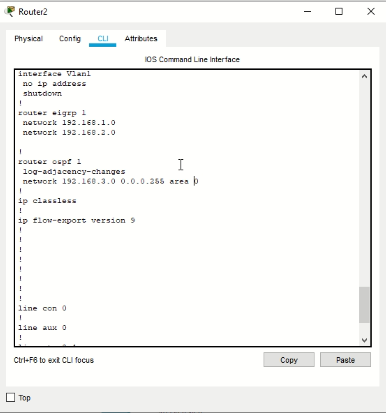 Router2
Physical Config CLI Attributes
IOS Command Line Interface
interface Vlan1
no ip address
shutdown
!
router eigrp 1
network 192.168.1.0
network 192.168.2.0
!
router ospf 1
log-adjacency-changes
network 192.168.3.0 0.0.0.255 area 0
!
ip classless
!
ip flow-export version 9
!
!
!
!
!
!
!
!
line con 0
!
line aux 0
!
Ctrl+F6 to exit CLI focus
Copy Paste
Top